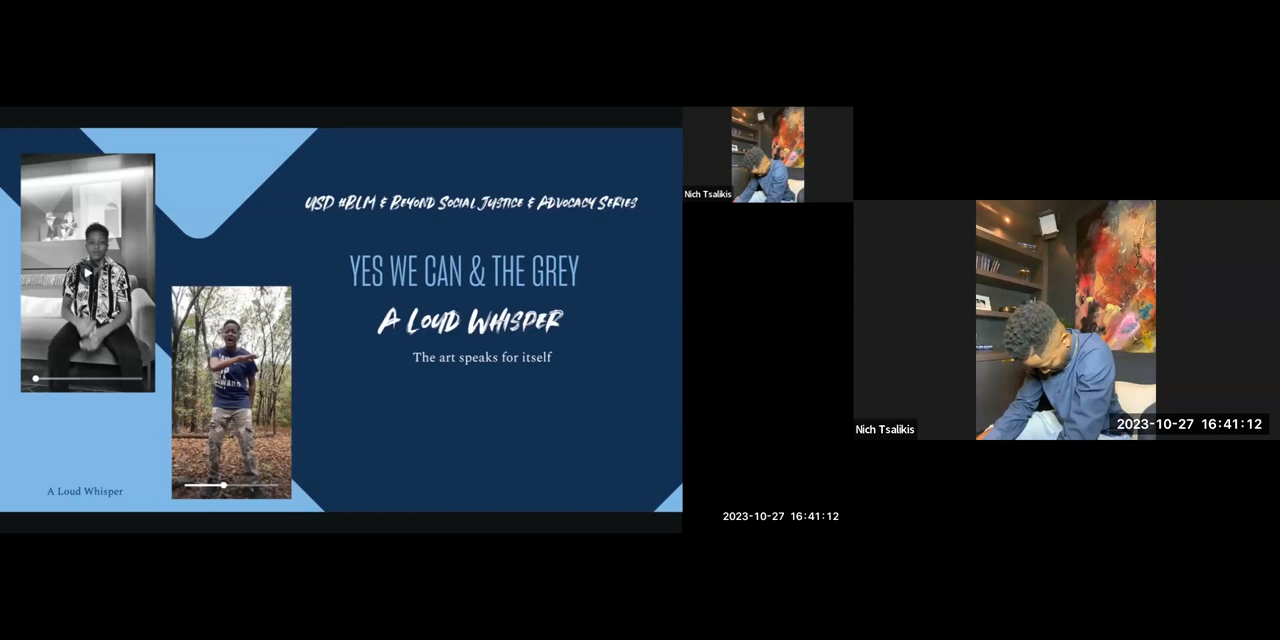 USD #BLM & Beyond Social Justice & Advocacy Series
YES WE CAN & THE GREY
A Loud Whisper
The art speaks for itself
A Loud Whisper
Nich Tsalikis
2023-10-27 16:41:12
Nich Tsalikis
2023-10-27 16:41:12